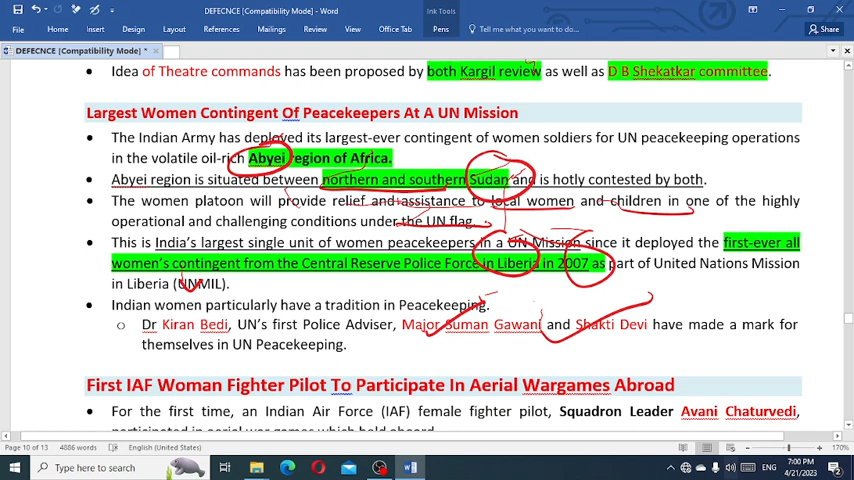 DEFECNCE [Compatibility Mode] - Word
Ink Tools
File
Home
Insert
Draw
Design
Layout
References
Mailings
Review
View
Office Tab
Pens
Tell me what you want to do...
Share
DEFECNCE [Compatibility Mode] *
• Idea of Theatre commands has been proposed by both Kargil review as well as D B Shekatkar committee.
Largest Women Contingent Of Peacekeepers At A UN Mission
• The Indian Army has deployed its largest-ever contingent of women soldiers for UN peacekeeping operations
in the volatile oil-rich Abyei region of Africa.
• Abyei region is situated between northern and southern Sudan and is hotly contested by both.
• The women platoon will provide relief and assistance to local women and children in one of the highly
operational and challenging conditions under the UN flag.
• This is India's largest single unit of women peacekeepers in a UN Mission since it deployed the first-ever all
women's contingent from the Central Reserve Police Force in Liberia in 2007 as part of United Nations Mission
in Liberia (UNMIL).
• Indian women particularly have a tradition in Peacekeeping.
o Dr Kiran Bedi, UN's first Police Adviser, Major Suman Gawani and Shakti Devi have made a mark for
themselves in UN Peacekeeping.
First IAF Woman Fighter Pilot To Participate In Aerial Wargames Abroad
• For the first time, an Indian Air Force (IAF) female fighter pilot, Squadron Leader Avani Chaturvedi,
participated in aerial war games which held abroad.
Page 10 of 13
4886 words
English (United States)
170%
Type here to search
ENG
7:00 PM
4/21/2023